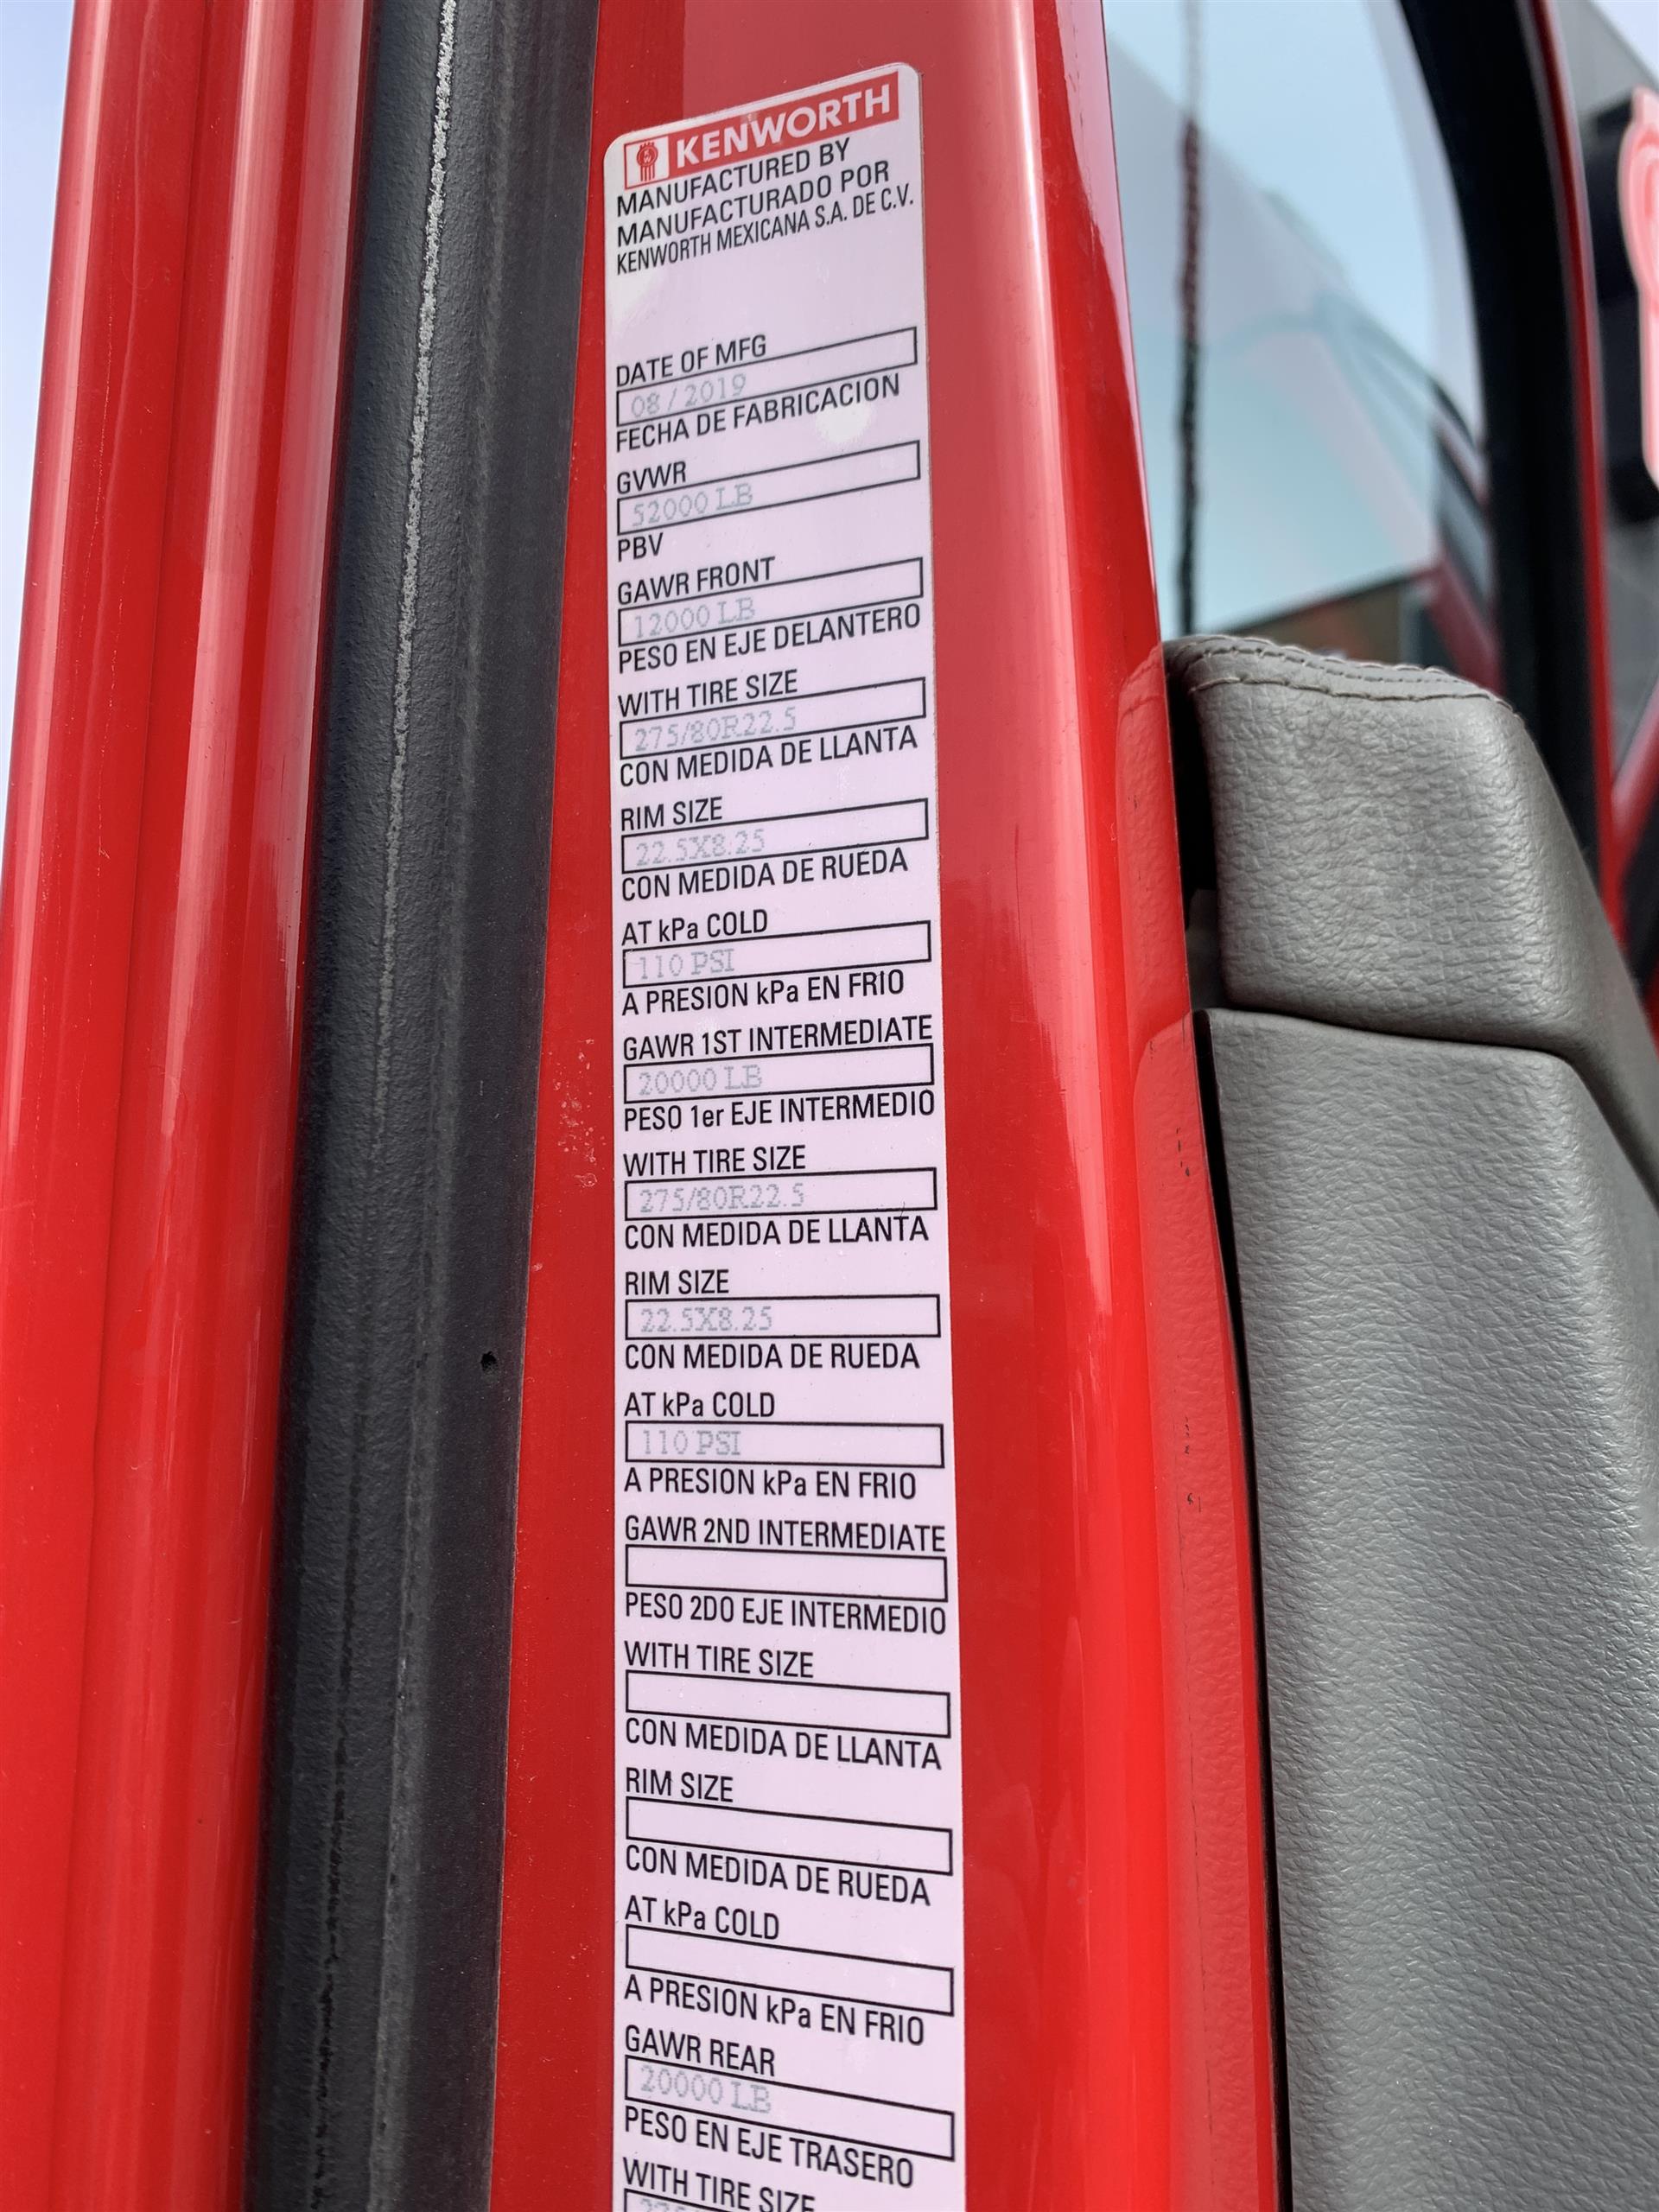 KENWORTH
MANUFACTURED BY
MANUFACTURADO POR
KENWORTH MEXICANA S.A. DE C.V.
DATE OF MFG
08 / 2019
FECHA DE FABRICACION
GVWR
52000 LB
PBV
GAWR FRONT
12000 LB
PESO EN EJE DELANTERO
WITH TIRE SIZE
275/80R22.5
CON MEDIDA DE LLANTA
RIM SIZE
22.5X8.25
CON MEDIDA DE RUEDA
AT kPa COLD
110 PSI
A PRESION kPa EN FRIO
GAWR 1ST INTERMEDIATE
20000 LB
PESO 1er EJE INTERMEDIO
WITH TIRE SIZE
275/80R22.5
CON MEDIDA DE LLANTA
RIM SIZE
22.5X8.25
CON MEDIDA DE RUEDA
AT kPa COLD
110 PSI
A PRESION kPa EN FRIO
GAWR 2ND INTERMEDIATE
PESO 2DO EJE INTERMEDIO
WITH TIRE SIZE
CON MEDIDA DE LLANTA
RIM SIZE
CON MEDIDA DE RUEDA
AT kPa COLD
A PRESION kPa EN FRIO
GAWR REAR
20000 LB
PESO EN EJE TRASERO
WITH TIRE SIZE